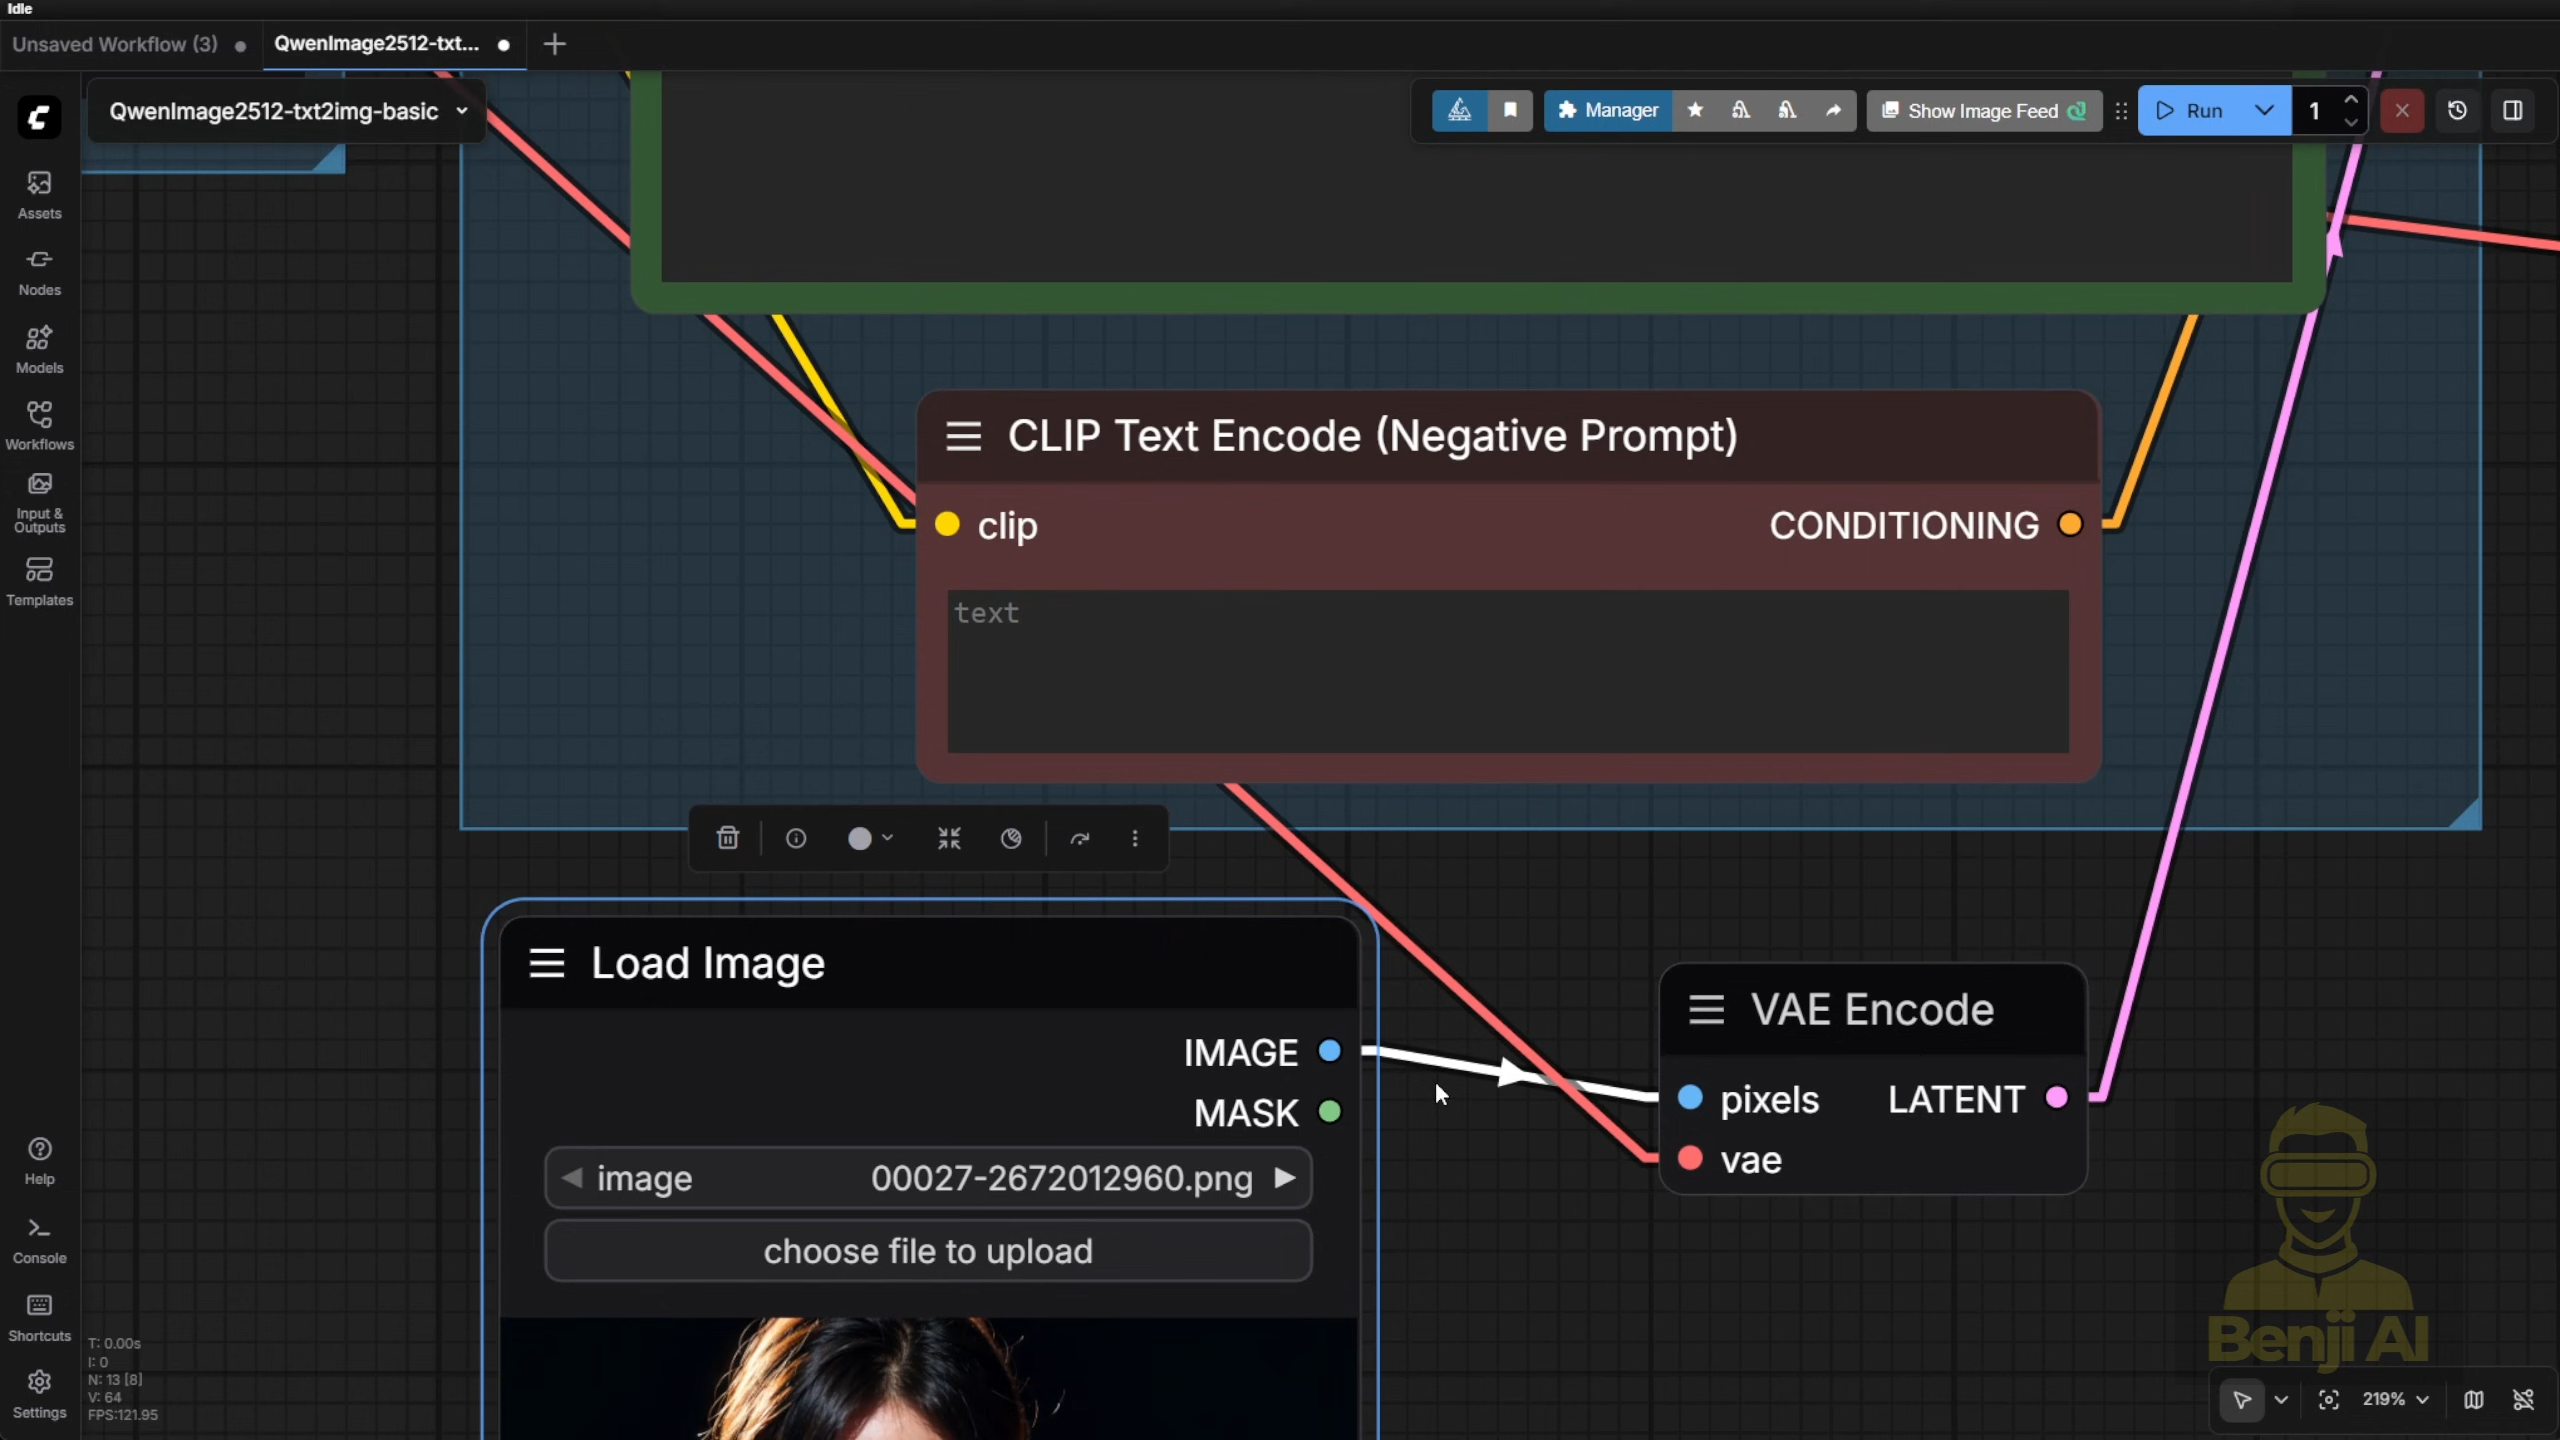 Idle
Unsaved Workflow (3)
QwenImage2512-txt...
QwenImage2512-txt2img-basic
Manager
Show Image Feed
Run
1
Assets
Nodes
Models
Workflows
Input &
Outputs
Templates
CLIP Text Encode (Negative Prompt)
clip
CONDITIONING
text
Load Image
IMAGE
MASK
image
00027-2672012960.png
choose file to upload
VAE Encode
pixels
LATENT
vae
Help
Console
Shortcuts
Settings
T: 0.00s
I: 0
N: 13 [8]
V: 64
FPS:121.95
Benji AI
219%